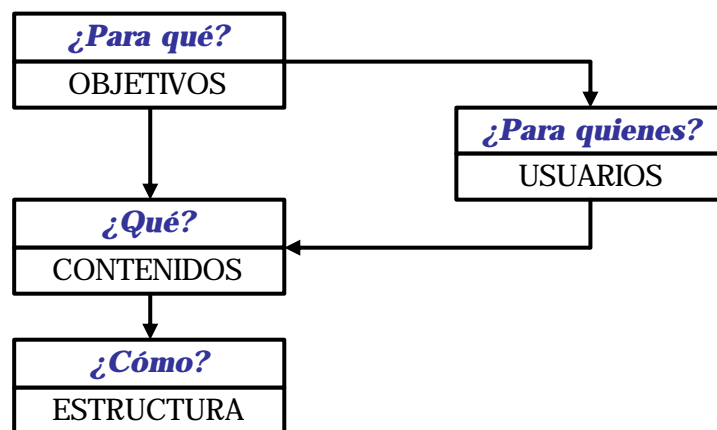 ¿Para qué?
OBJETIVOS
¿Para quienes?
USUARIOS
¿Qué?
CONTENIDOS
¿Cómo?
ESTRUCTURA